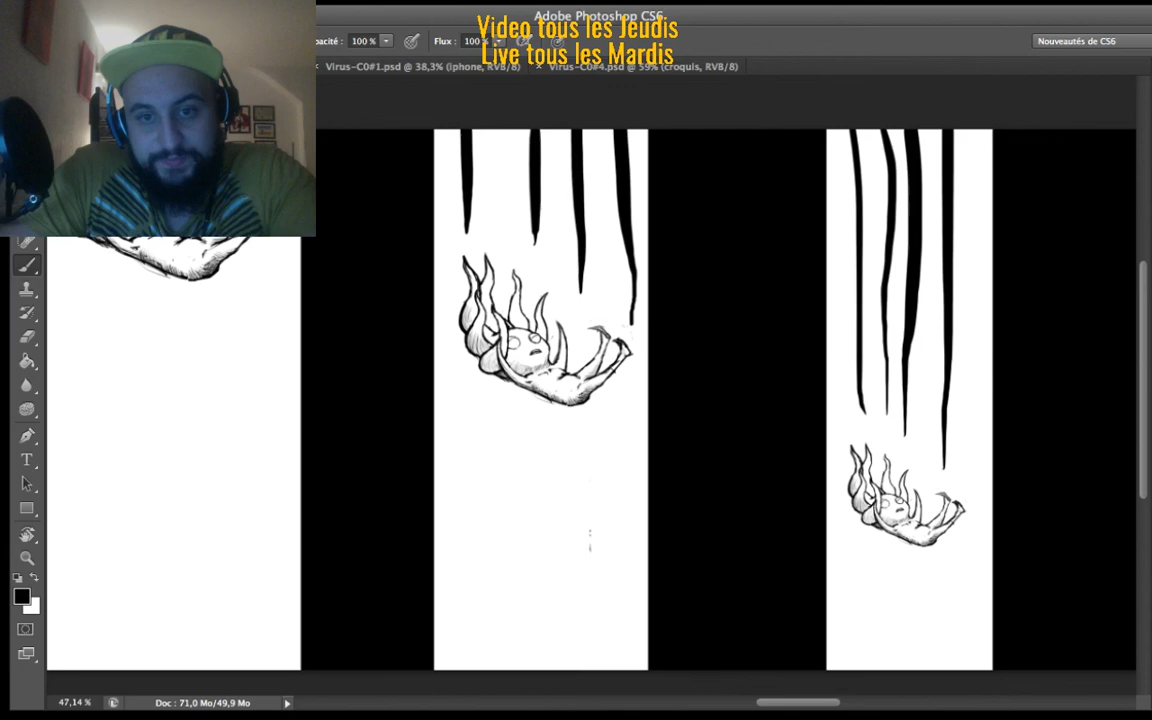 Adobe Photoshop CS6
Video tous les Jeudis
Live tous les Mardis
pacité : 100 % Flux : 100 % Nouveautés de CS6
Virus-C0#1.psd @ 38,3% (iphone, RVB/8) × Virus-C0#4.psd @ 59% (croquis, RVB/8)
T
47,14 % Doc : 71,0 Mo/49,9 Mo